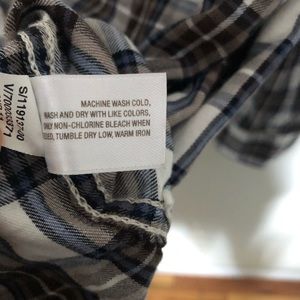 MACHINE WASH COLD,
WASH AND DRY WITH LIKE COLORS,
ONLY NON-CHLORINE BLEACH WHEN
EEDED, TUMBLE DRY LOW, WARM IRON